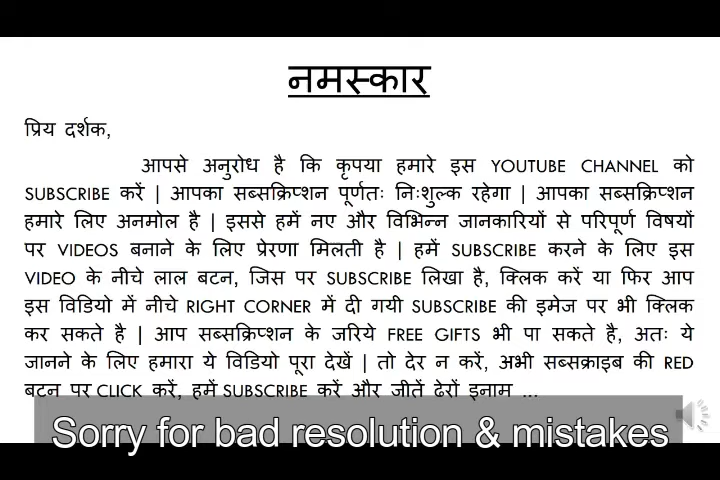 नमस्कार
प्रिय दर्शक,
आपसे अनुरोध है कि कृपया हमारे इस YOUTUBE CHANNEL को
SUBSCRIBE करें | आपका सब्सक्रिप्शन पूर्णतः निःशुल्क रहेगा | आपका सब्सक्रिप्शन
हमारे लिए अनमोल है | इससे हमें नए और विभिन्न जानकारियों से परिपूर्ण विषयों
पर VIDEOS बनाने के लिए प्रेरणा मिलती है | हमें SUBSCRIBE करने के लिए इस
VIDEO के नीचे लाल बटन, जिस पर SUBSCRIBE लिखा है, क्लिक करें या फिर आप
इस विडियो में नीचे RIGHT CORNER में दी गयी SUBSCRIBE की इमेज पर भी क्लिक
कर सकते है | आप सब्सक्रिप्शन के जरिये FREE GIFTS भी पा सकते है, अतः ये
जानने के लिए हमारा ये विडियो पूरा देखें | तो देर न करें, अभी सब्सक्राइब की RED
बटन पर CLICK करें, हमें SUBSCRIBE करें और जीतें ढेरों इनाम ...
Sorry for bad resolution & mistakes